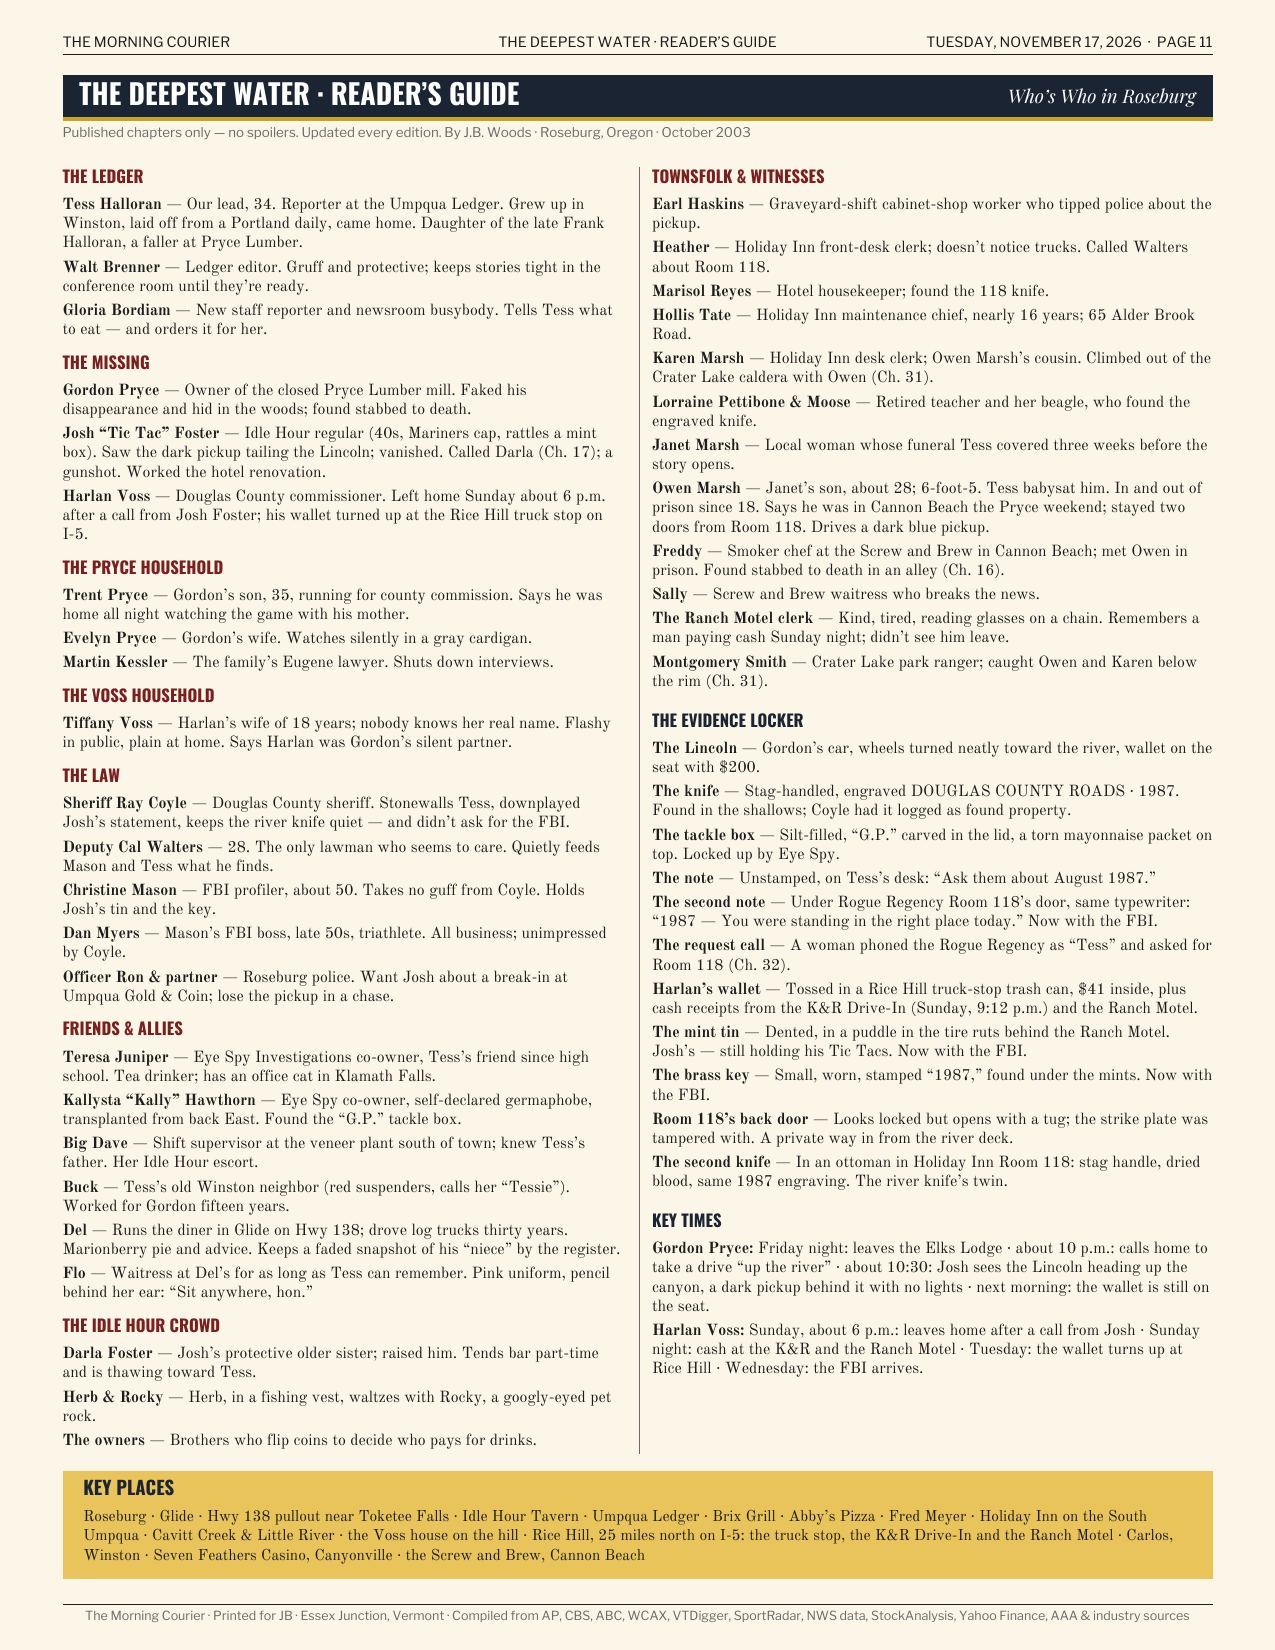 THE MORNING COURIER
THE DEEPEST WATER · READER’S GUIDE
TUESDAY, NOVEMBER 17, 2026 · PAGE 11
THE DEEPEST WATER · READER’S GUIDE
Who’s Who in Roseburg
Published chapters only — no spoilers. Updated every edition. By J.B. Woods · Roseburg, Oregon · October 2003
THE LEDGER
Tess Halloran — Our lead, 34. Reporter at the Umpqua Ledger. Grew up in
Winston, laid off from a Portland daily, came home. Daughter of the late Frank
Halloran, a faller at Pryce Lumber.
Walt Brenner — Ledger editor. Gruff and protective; keeps stories tight in the
conference room until they’re ready.
Gloria Bordiam — New staff reporter and newsroom busybody. Tells Tess what
to eat — and orders it for her.
THE MISSING
Gordon Pryce — Owner of the closed Pryce Lumber mill. Faked his
disappearance and hid in the woods; found stabbed to death.
Josh “Tic Tac” Foster — Idle Hour regular (40s, Mariners cap, rattles a mint
box). Saw the dark pickup tailing the Lincoln; vanished. Called Darla (Ch. 17); a
gunshot. Worked the hotel renovation.
Harlan Voss — Douglas County commissioner. Left home Sunday about 6 p.m.
after a call from Josh Foster; his wallet turned up at the Rice Hill truck stop on
I-5.
THE PRYCE HOUSEHOLD
Trent Pryce — Gordon’s son, 35, running for county commission. Says he was
home all night watching the game with his mother.
Evelyn Pryce — Gordon’s wife. Watches silently in a gray cardigan.
Martin Kessler — The family’s Eugene lawyer. Shuts down interviews.
THE VOSS HOUSEHOLD
Tiffany Voss — Harlan’s wife of 18 years; nobody knows her real name. Flashy
in public, plain at home. Says Harlan was Gordon’s silent partner.
THE LAW
Sheriff Ray Coyle — Douglas County sheriff. Stonewalls Tess, downplayed
Josh’s statement, keeps the river knife quiet — and didn’t ask for the FBI.
Deputy Cal Walters — 28. The only lawman who seems to care. Quietly feeds
Mason and Tess what he finds.
Christine Mason — FBI profiler, about 50. Takes no guff from Coyle. Holds
Josh’s tin and the key.
Dan Myers — Mason’s FBI boss, late 50s, triathlete. All business; unimpressed
by Coyle.
Officer Ron & partner — Roseburg police. Want Josh about a break-in at
Umpqua Gold & Coin; lose the pickup in a chase.
FRIENDS & ALLIES
Teresa Juniper — Eye Spy Investigations co-owner, Tess’s friend since high
school. Tea drinker; has an office cat in Klamath Falls.
Kallysta “Kally” Hawthorn — Eye Spy co-owner, self-declared germaphobe,
transplanted from back East. Found the “G.P.” tackle box.
Big Dave — Shift supervisor at the veneer plant south of town; knew Tess’s
father. Her Idle Hour escort.
Buck — Tess’s old Winston neighbor (red suspenders, calls her “Tessie”).
Worked for Gordon fifteen years.
Del — Runs the diner in Glide on Hwy 138; drove log trucks thirty years.
Marionberry pie and advice. Keeps a faded snapshot of his “niece” by the register.
Flo — Waitress at Del’s for as long as Tess can remember. Pink uniform, pencil
behind her ear: “Sit anywhere, hon.”
THE IDLE HOUR CROWD
Darla Foster — Josh’s protective older sister; raised him. Tends bar part-time
and is thawing toward Tess.
Herb & Rocky — Herb, in a fishing vest, waltzes with Rocky, a googly-eyed pet
rock.
The owners — Brothers who flip coins to decide who pays for drinks.
TOWNSFOLK & WITNESSES
Earl Haskins — Graveyard-shift cabinet-shop worker who tipped police about the
pickup.
Heather — Holiday Inn front-desk clerk; doesn’t notice trucks. Called Walters
about Room 118.
Marisol Reyes — Hotel housekeeper; found the 118 knife.
Hollis Tate — Holiday Inn maintenance chief, nearly 16 years; 65 Alder Brook
Road.
Karen Marsh — Holiday Inn desk clerk; Owen Marsh’s cousin. Climbed out of the
Crater Lake caldera with Owen (Ch. 31).
Lorraine Pettibone & Moose — Retired teacher and her beagle, who found the
engraved knife.
Janet Marsh — Local woman whose funeral Tess covered three weeks before the
story opens.
Owen Marsh — Janet’s son, about 28; 6-foot-5. Tess babysat him. In and out of
prison since 18. Says he was in Cannon Beach the Pryce weekend; stayed two
doors from Room 118. Drives a dark blue pickup.
Freddy — Smoker chef at the Screw and Brew in Cannon Beach; met Owen in
prison. Found stabbed to death in an alley (Ch. 16).
Sally — Screw and Brew waitress who breaks the news.
The Ranch Motel clerk — Kind, tired, reading glasses on a chain. Remembers a
man paying cash Sunday night; didn’t see him leave.
Montgomery Smith — Crater Lake park ranger; caught Owen and Karen below
the rim (Ch. 31).
THE EVIDENCE LOCKER
The Lincoln — Gordon’s car, wheels turned neatly toward the river, wallet on the
seat with $200.
The knife — Stag-handled, engraved DOUGLAS COUNTY ROADS · 1987.
Found in the shallows; Coyle had it logged as found property.
The tackle box — Silt-filled, “G.P.” carved in the lid, a torn mayonnaise packet on
top. Locked up by Eye Spy.
The note — Unstamped, on Tess’s desk: “Ask them about August 1987.”
The second note — Under Rogue Regency Room 118’s door, same typewriter:
“1987 — You were standing in the right place today.” Now with the FBI.
The request call — A woman phoned the Rogue Regency as “Tess” and asked for
Room 118 (Ch. 32).
Harlan’s wallet — Tossed in a Rice Hill truck-stop trash can, $41 inside, plus
cash receipts from the K&R Drive-In (Sunday, 9:12 p.m.) and the Ranch Motel.
The mint tin — Dented, in a puddle in the tire ruts behind the Ranch Motel.
Josh’s — still holding his Tic Tacs. Now with the FBI.
The brass key — Small, worn, stamped “1987,” found under the mints. Now with
the FBI.
Room 118’s back door — Looks locked but opens with a tug; the strike plate was
tampered with. A private way in from the river deck.
The second knife — In an ottoman in Holiday Inn Room 118: stag handle, dried
blood, same 1987 engraving. The river knife’s twin.
KEY TIMES
Gordon Pryce: Friday night: leaves the Elks Lodge · about 10 p.m.: calls home to
take a drive “up the river” · about 10:30: Josh sees the Lincoln heading up the
canyon, a dark pickup behind it with no lights · next morning: the wallet is still on
the seat.
Harlan Voss: Sunday, about 6 p.m.: leaves home after a call from Josh · Sunday
night: cash at the K&R and the Ranch Motel · Tuesday: the wallet turns up at
Rice Hill · Wednesday: the FBI arrives.
KEY PLACES
Roseburg · Glide · Hwy 138 pullout near Toketee Falls · Idle Hour Tavern · Umpqua Ledger · Brix Grill · Abby’s Pizza · Fred Meyer · Holiday Inn on the South
Umpqua · Cavitt Creek & Little River · the Voss house on the hill · Rice Hill, 25 miles north on I-5: the truck stop, the K&R Drive-In and the Ranch Motel · Carlos,
Winston · Seven Feathers Casino, Canyonville · the Screw and Brew, Cannon Beach
The Morning Courier · Printed for JB · Essex Junction, Vermont · Compiled from AP, CBS, ABC, WCAX, VTDigger, SportRadar, NWS data, StockAnalysis, Yahoo Finance, AAA & industry sources